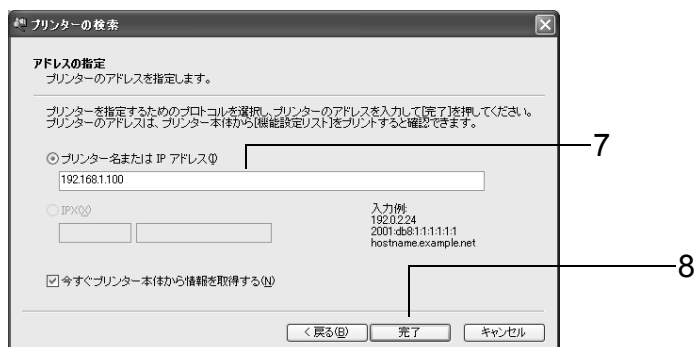 プリンターの検索
アドレスの指定
プリンターのアドレスを指定します。
プリンターを指定するためのプロトコルを選択し、プリンターのアドレスを入力して[完了]を押してください。
プリンターのアドレスは、プリンター本体から[機能設定リスト]をプリントすると確認できます。
7
プリンター名または IP アドレス(I)
192.168.1.100
IPX(X)
入力例:
192.0.2.24
2001:db8:1:1:1:1:1:1
hostname.example.net
8
今すぐプリンター本体から情報を取得する(N)
< 戻る(B)
完了
キャンセル